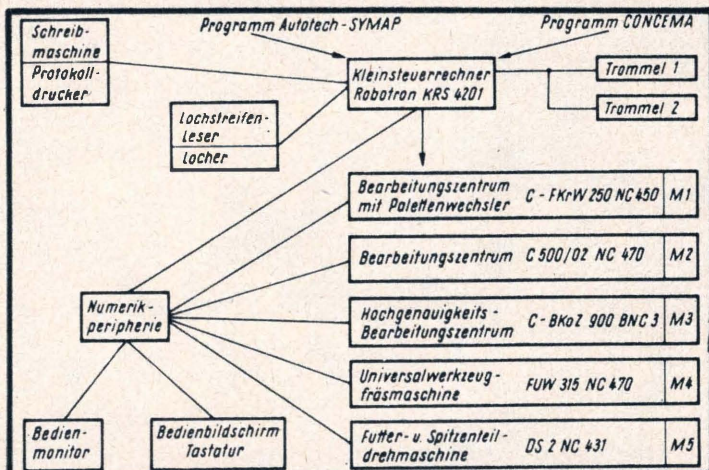 Programm Autotech-SYMAP
Programm CONCEMA
Schreib-
maschine
Protokoll-
drucker
Kleinsteuerrechner
Robotron KRS 4201
Trommel 1
Trommel 2
Lochstreifen-
Leser
Locher
Bearbeitungszentrum
mit Palettenwechsler C - FKrW 250 NC 450 M1
Bearbeitungszentrum C 500/02 NC 470 M2
Hochgenauigkeits -
Bearbeitungszentrum C - BKoZ 900 BNC 3 M3
Universalwerkzeug-
fräsmaschine FUW 315 NC 470 M4
Futter- u. Spitzenteil -
drehmaschine DS 2 NC 431 M5
Numerik-
peripherie
Bedien-
monitor
Bedienbildschirm
Tastatur